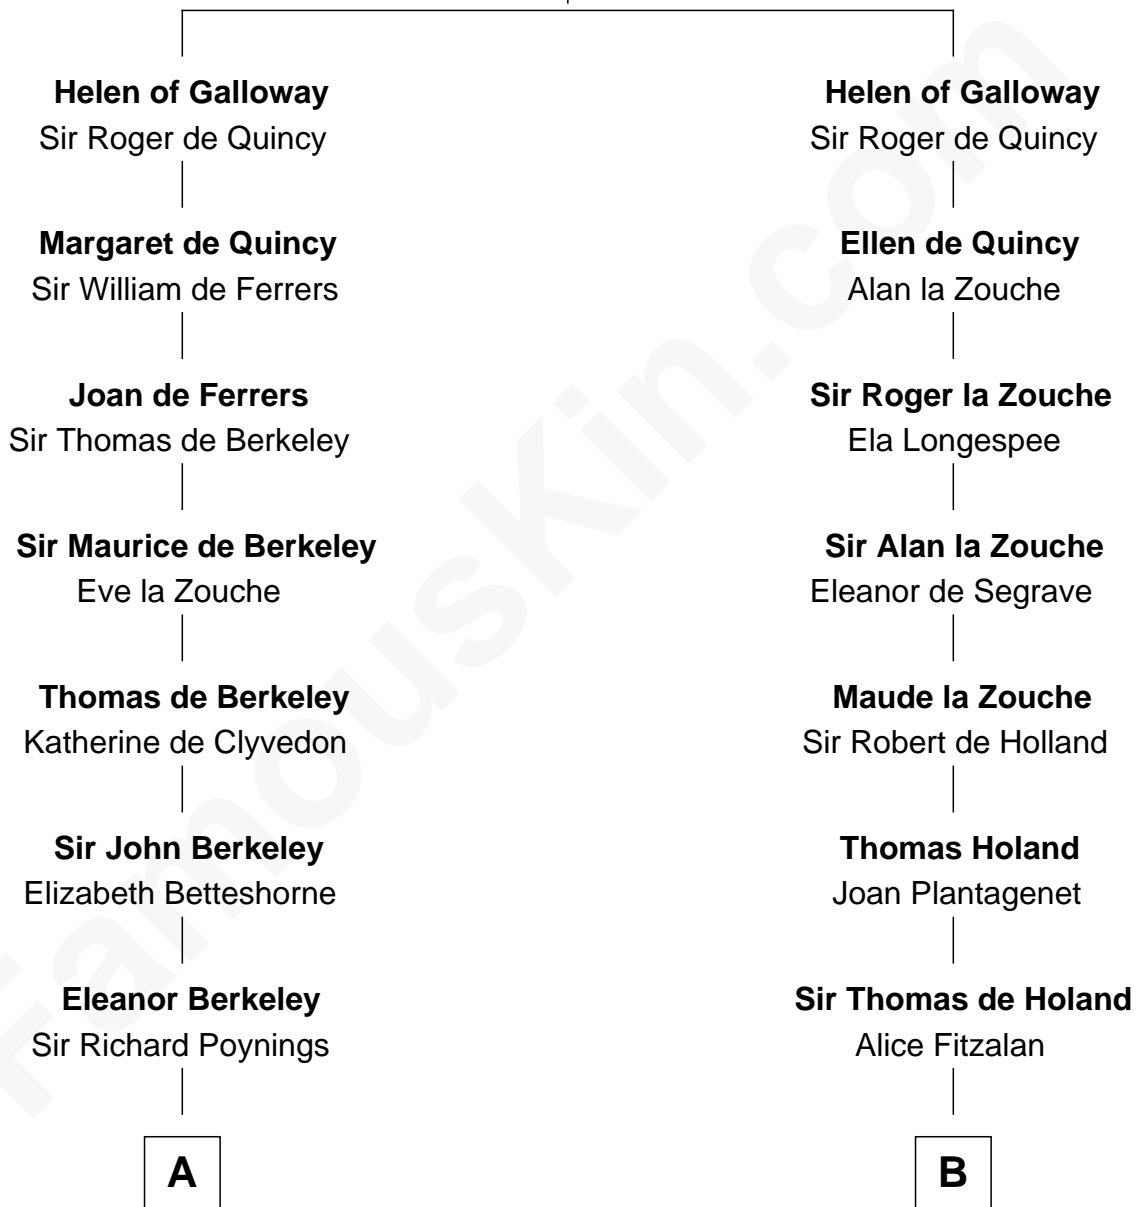 Helen of Galloway
Sir Roger de Quincy
Margaret de Quincy
Sir William de Ferrers
Joan de Ferrers
Sir Thomas de Berkeley
Sir Maurice de Berkeley
Eve la Zouche
Thomas de Berkeley
Katherine de Clyvedon
Sir John Berkeley
Elizabeth Betteshorne
Eleanor Berkeley
Sir Richard Poynings
A
Helen of Galloway
Sir Roger de Quincy
Ellen de Quincy
Alan la Zouche
Sir Roger la Zouche
Ela Longespee
Sir Alan la Zouche
Eleanor de Segrave
Maude la Zouche
Sir Robert de Holland
Thomas Holand
Joan Plantagenet
Sir Thomas de Holand
Alice Fitzalan
B
FamousKin.com